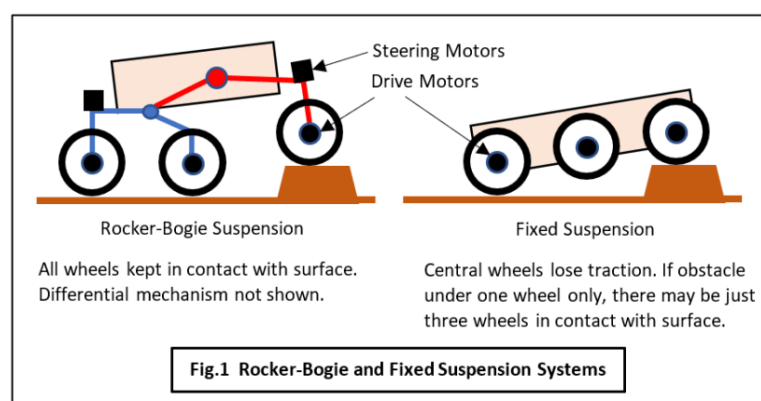 Steering Motors
Drive Motors
Rocker-Bogie Suspension
All wheels kept in contact with surface.
Differential mechanism not shown.
Fixed Suspension
Central wheels lose traction. If obstacle
under one wheel only, there may be just
three wheels in contact with surface.
Fig.1 Rocker-Bogie and Fixed Suspension Systems